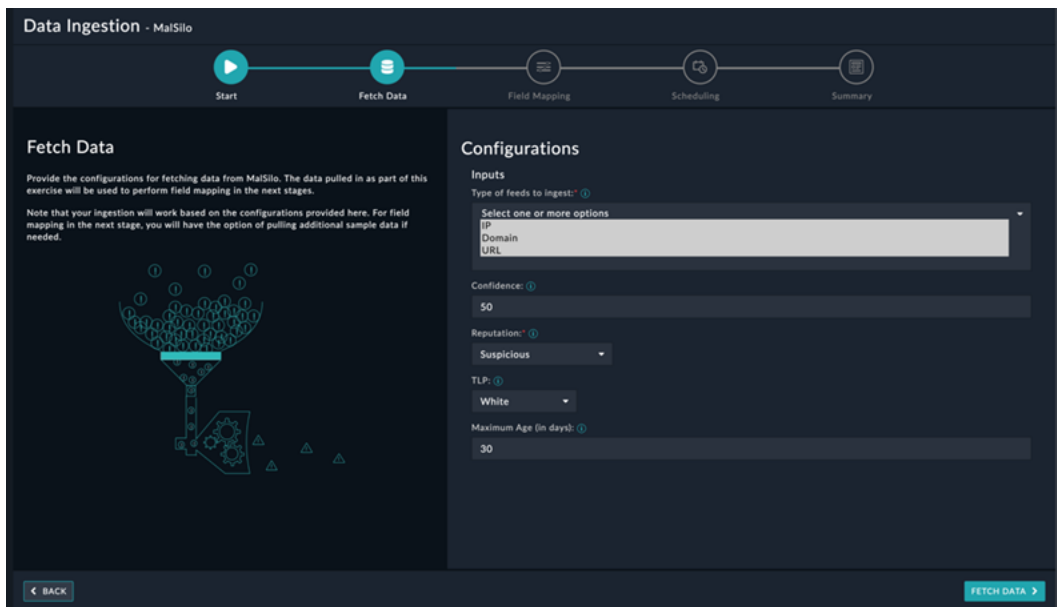 Data Ingestion - MalSilo
Start
Fetch Data
Field Mapping
Scheduling
Summary
Fetch Data
Provide the configurations for fetching data from MalSilo. The data pulled in as part of this
exercise will be used to perform field mapping in the next stages.
Note that your ingestion will work based on the configurations provided here. For field
mapping in the next stage, you will have the option of pulling additional sample data if
needed.
Configurations
Inputs
Type of feeds to ingest:*
Select one or more options
IP
Domain
URL
Confidence:
50
Reputation:*
Suspicious
TLP:
White
Maximum Age (in days):
30
BACK
FETCH DATA